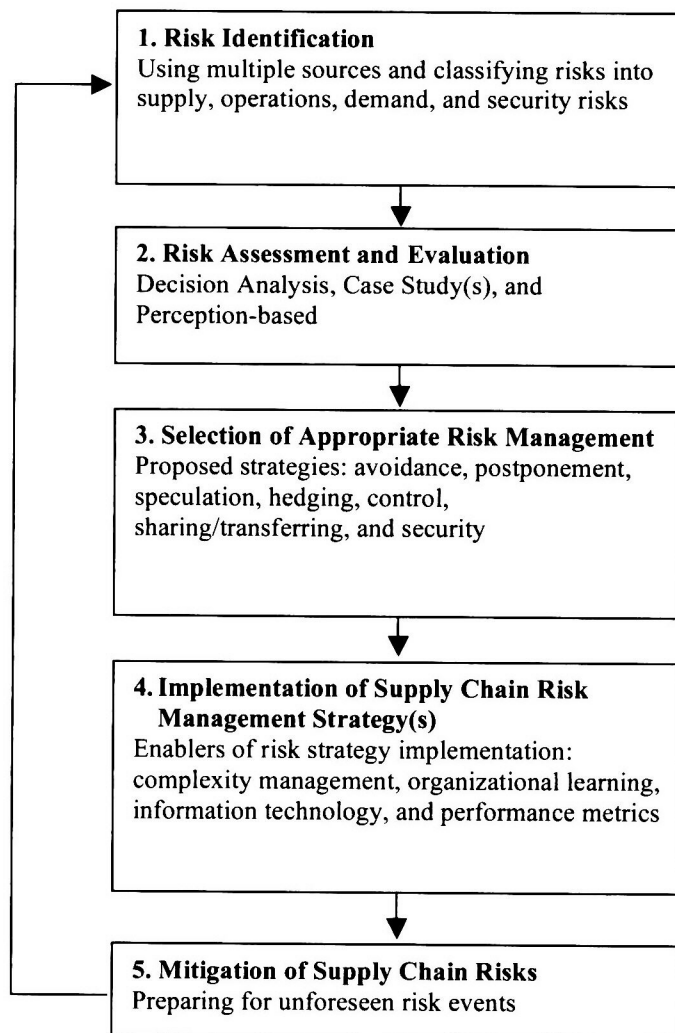 1. Risk Identification
Using multiple sources and classifying risks into
supply, operations, demand, and security risks
2. Risk Assessment and Evaluation
Decision Analysis, Case Study(s), and
Perception-based
3. Selection of Appropriate Risk Management
Proposed strategies: avoidance, postponement,
speculation, hedging, control,
sharing/transferring, and security
4. Implementation of Supply Chain Risk
Management Strategy(s)
Enablers of risk strategy implementation:
complexity management, organizational learning,
information technology, and performance metrics
5. Mitigation of Supply Chain Risks
Preparing for unforeseen risk events